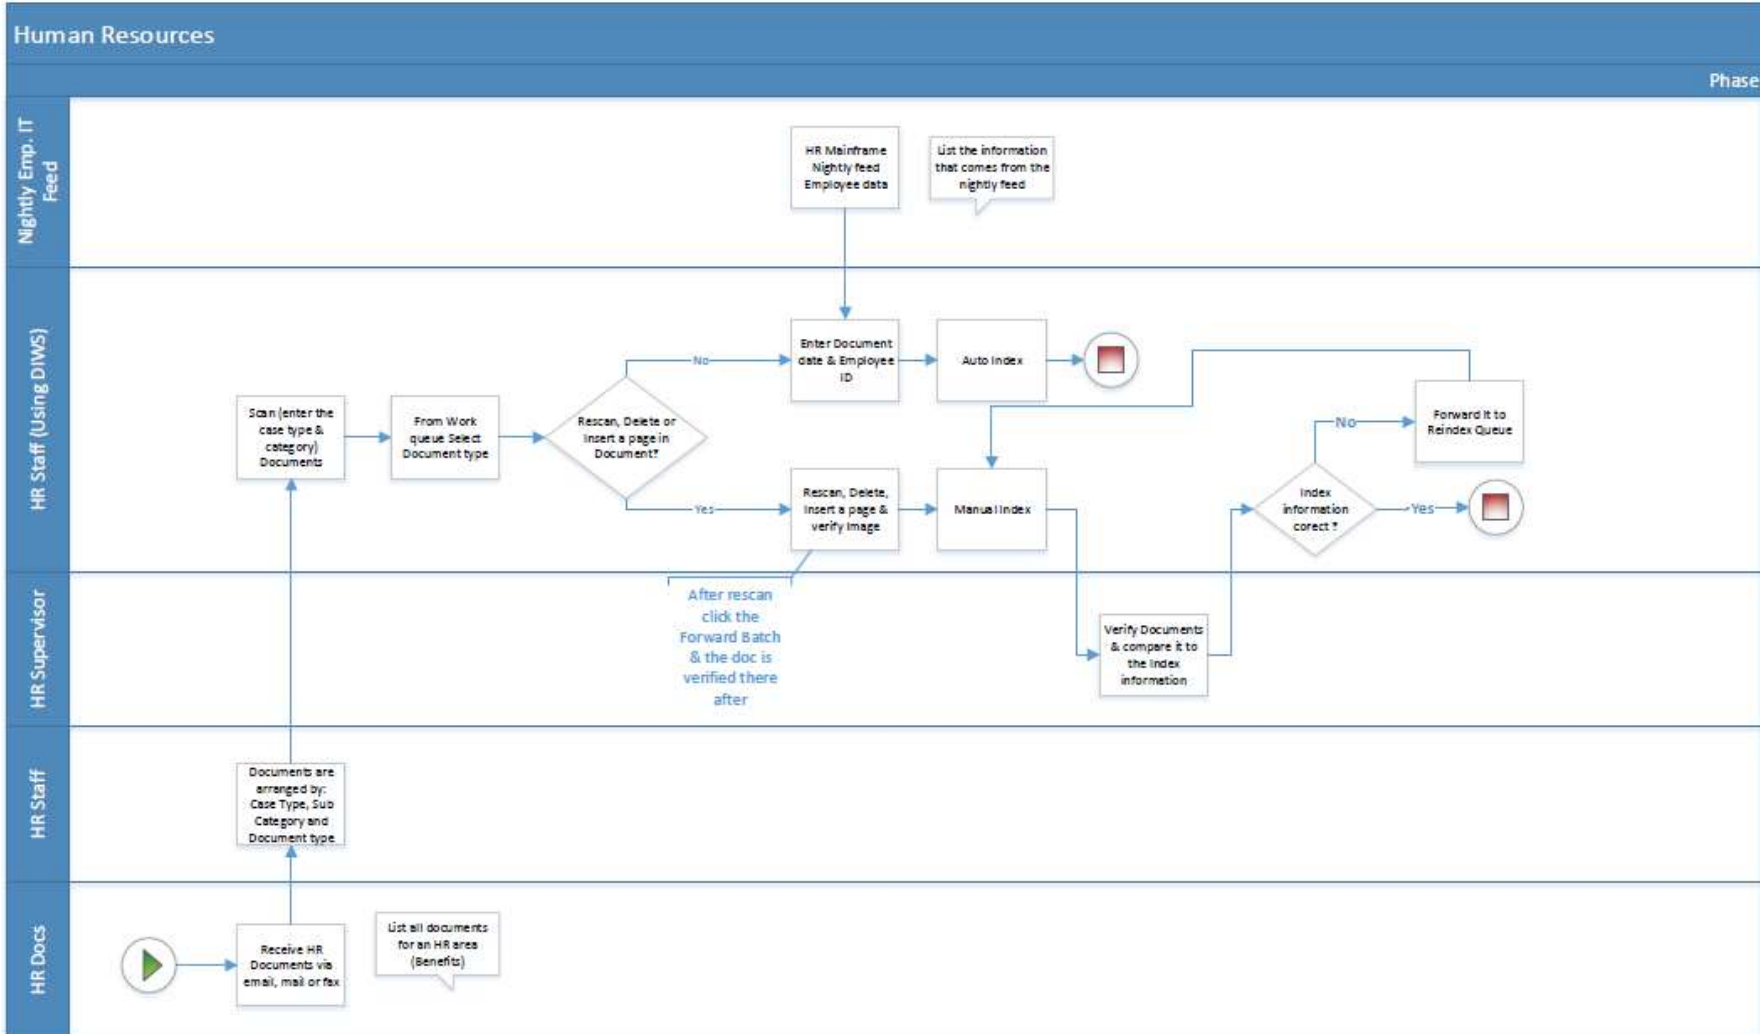 Human Resources
Phase
Nightly Emp. IT
Feed
HR Mainframe
Nightly feed
Employee data
List the information
that comes from the
nightly feed
HR Staff (Using DIWS)
Scan (enter the
case type &
category)
Documents
From Work
queue Select
Document type
Rescan, Delete or
Insert a page in
Document?
No
Enter Document
date & Employee
ID
Auto Index
Yes
Rescan, Delete,
Insert a page &
verify Image
Manual Index
Index
information
corect ?
No
Forward It to
Reindex Queue
Yes
HR Supervisor
After rescan
click the
Forward Batch
& the doc is
verified there
after
Verify Documents
& compare it to
the Index
information
HR Staff
Documents are
arranged by:
Case Type, Sub
Category and
Document type
HR Docs
Receive HR
Documents via
email, mail or fax
List all documents
for an HR area
(Benefits)